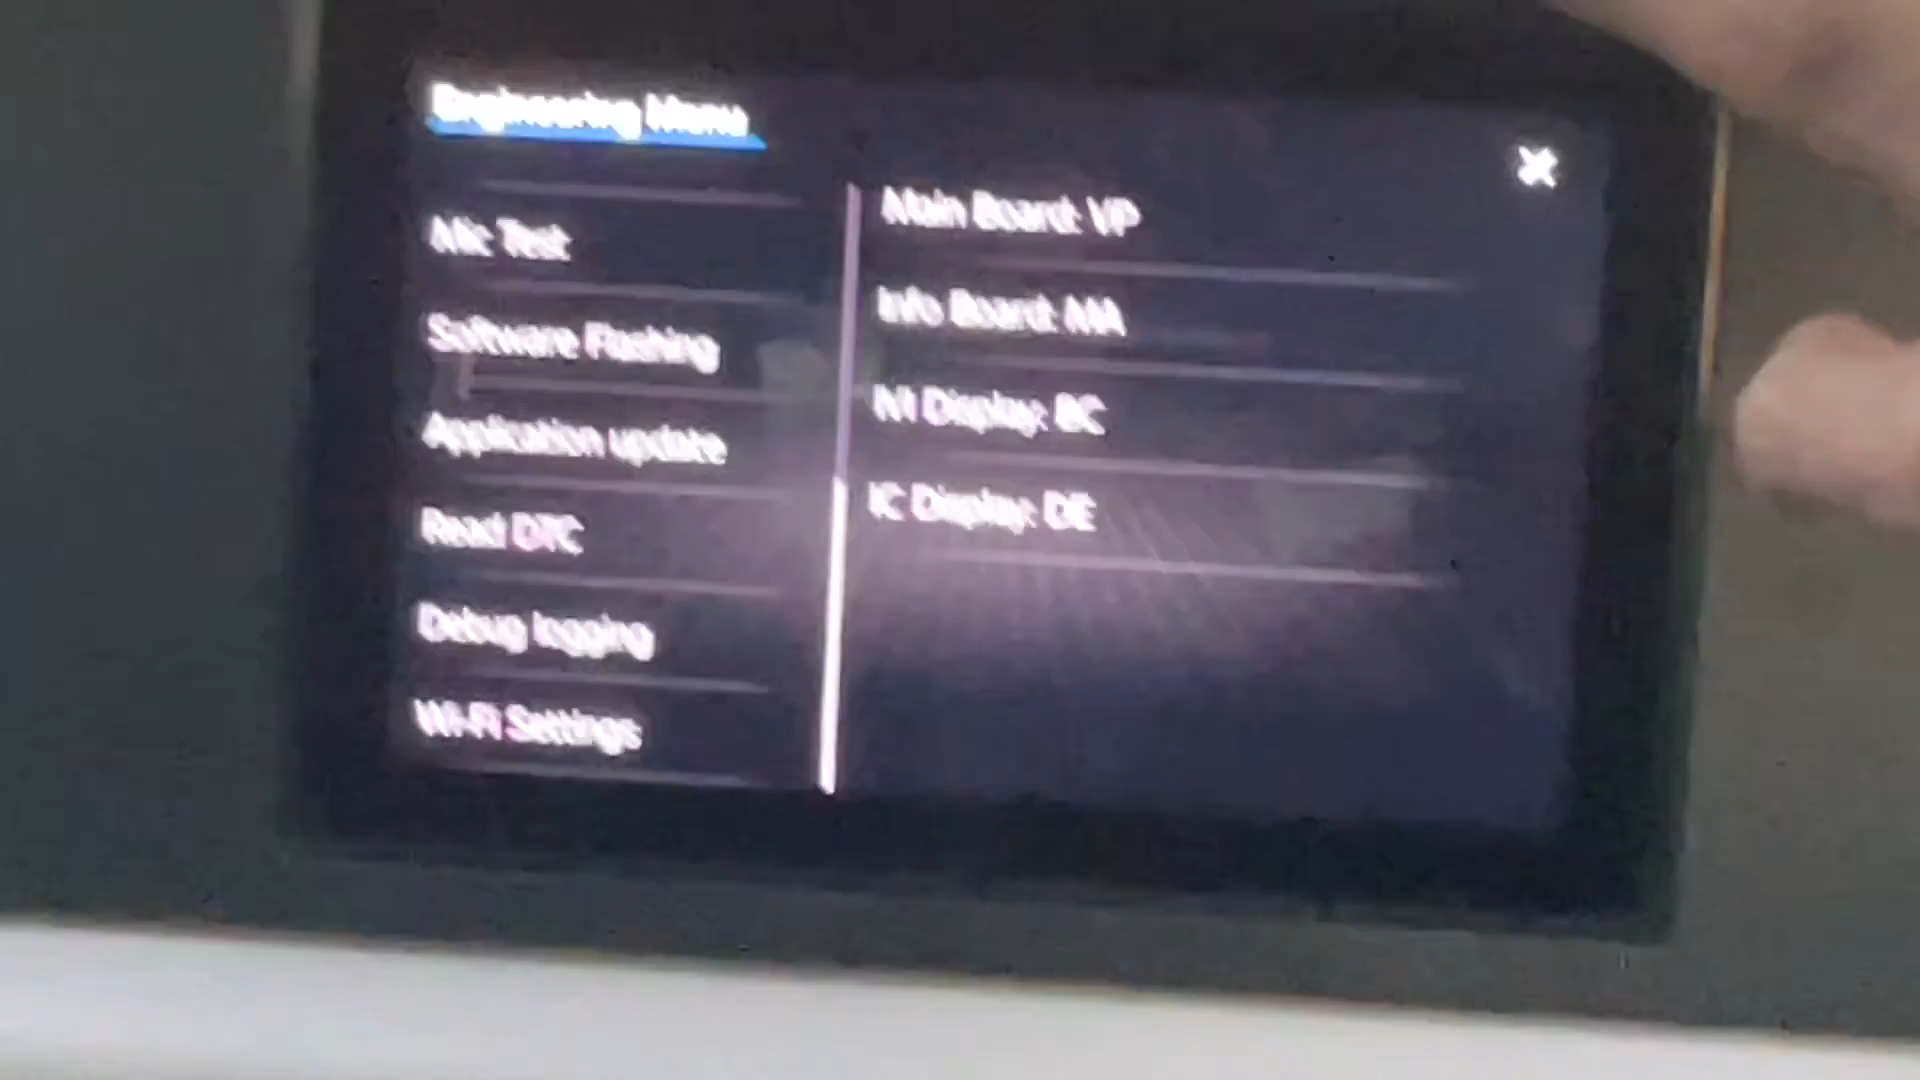 Engineering Menu
Mic Test
Software Flashing
Application update
Read DTC
Debug logging
Wi-Fi Settings
Main Board: VP
Info Board: MA
IVI Display: BC
IC Display: DE